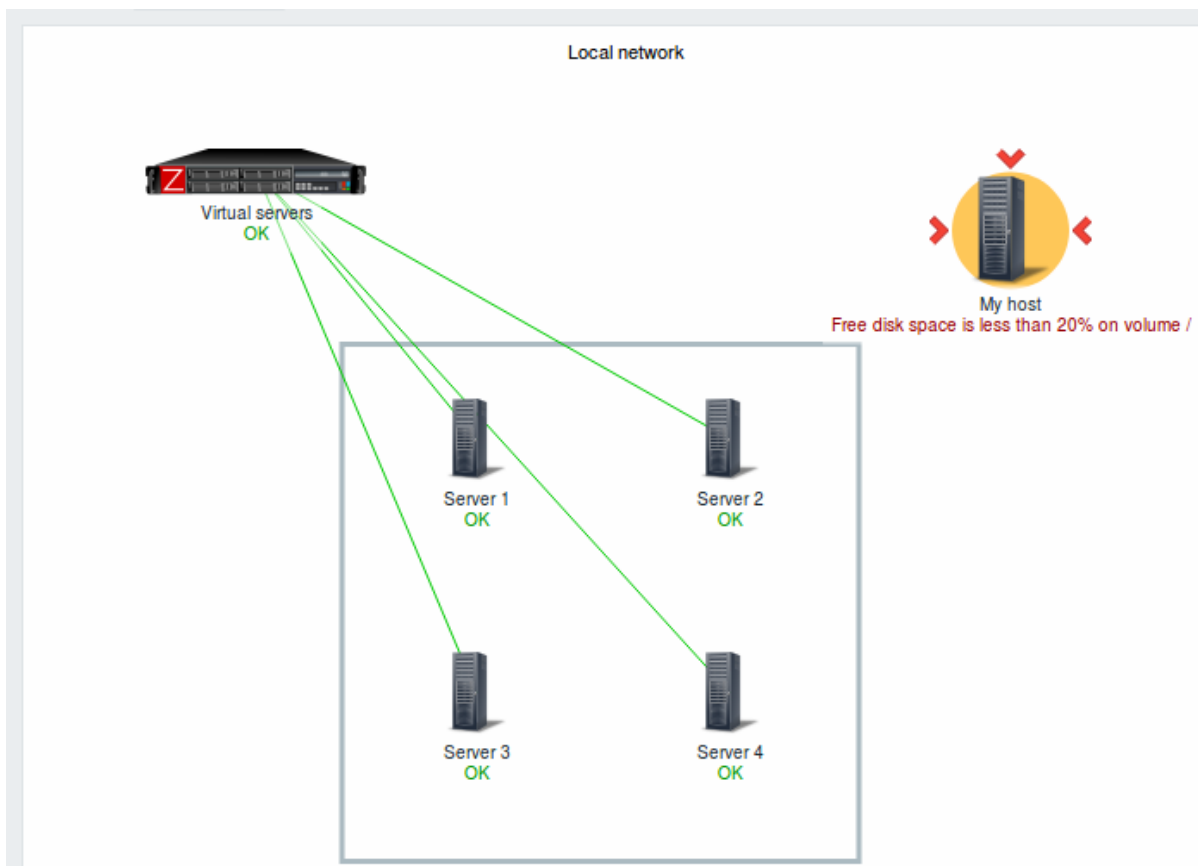 Local network
Z
Virtual servers
OK
My host
Free disk space is less than 20% on volume /
Server 1
OK
Server 2
OK
Server 3
OK
Server 4
OK